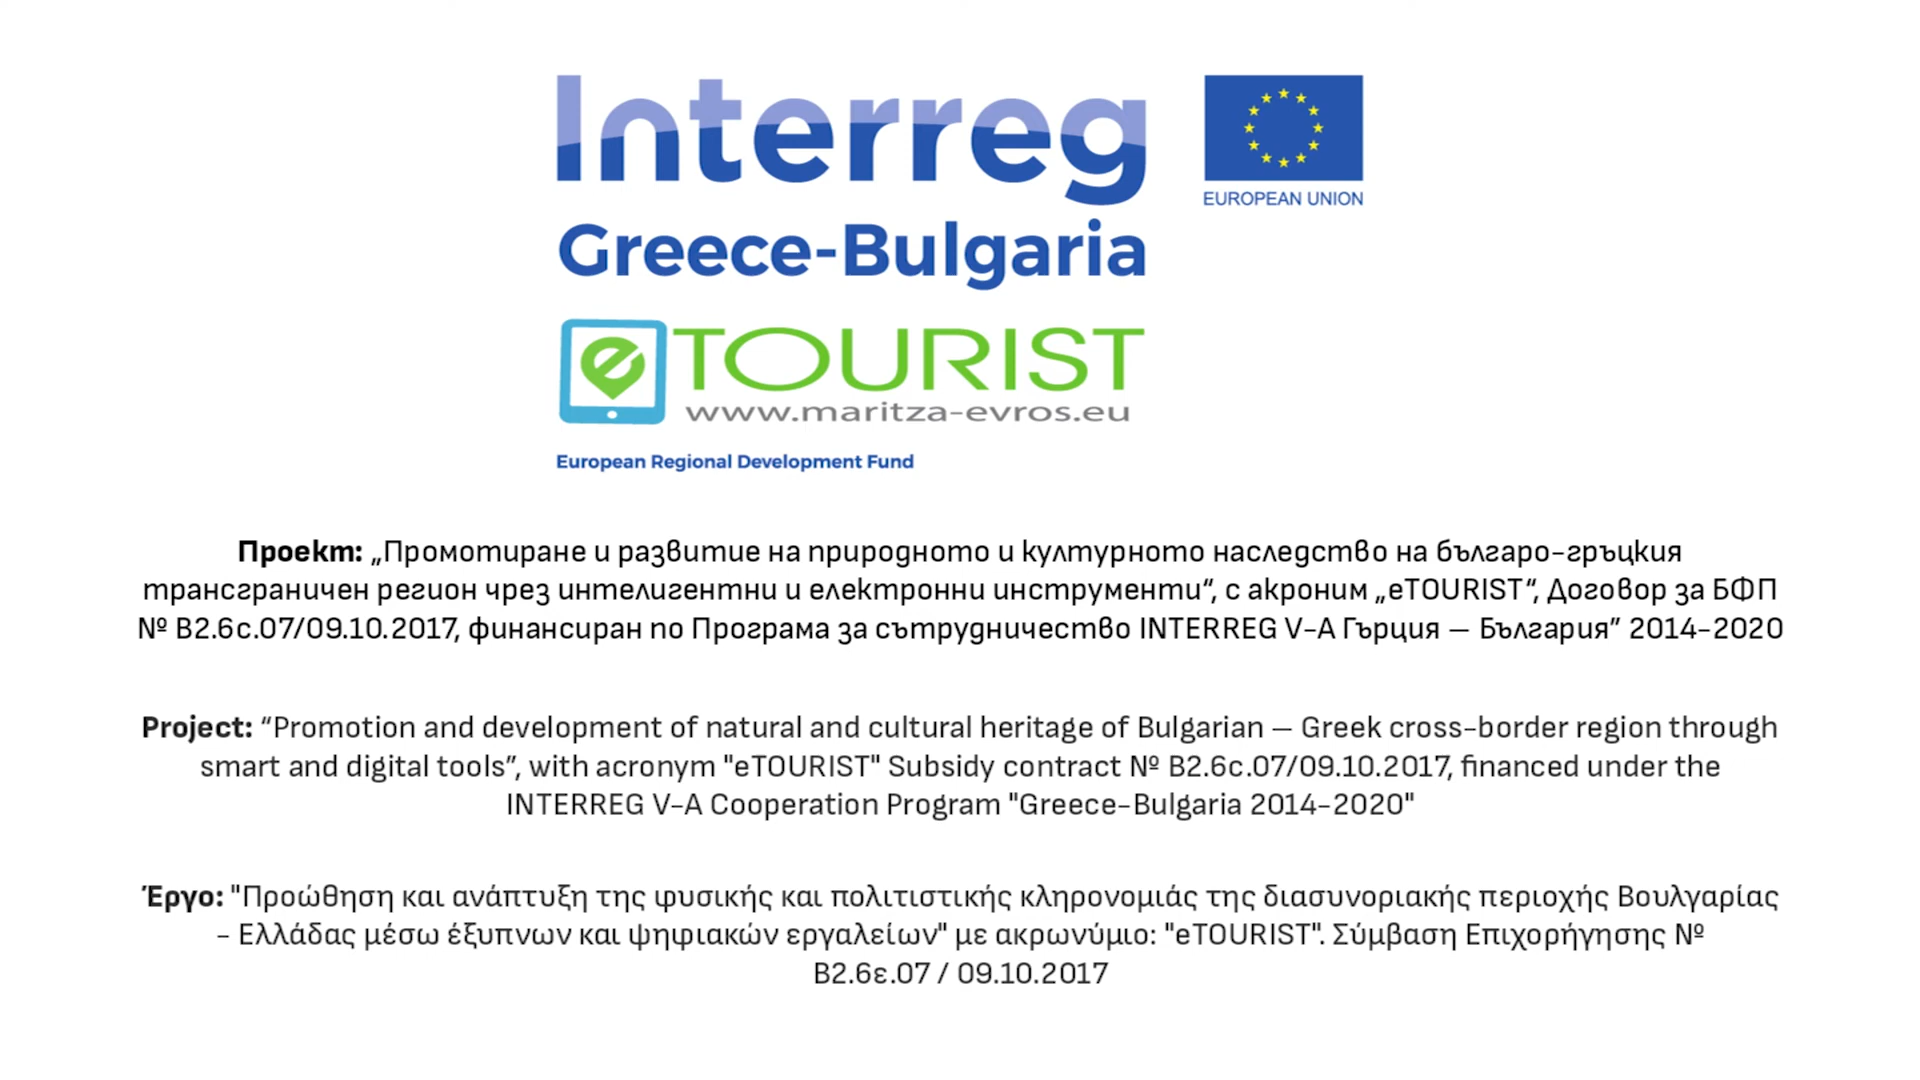 Interreg
EUROPEAN UNION
Greece-Bulgaria
e TOURIST
www.maritza-evros.eu
European Regional Development Fund
Проект: „Промотиране и развитие на природното и културното наследство на българо-гръцкия
трансграничен регион чрез интелигентни и електронни инструменти“, с акроним „eTOURIST“, Договор за БФП
№ B2.6c.07/09.10.2017, финансиран по Програма за сътрудничество INTERREG V-A Гърция – България” 2014-2020
Project: “Promotion and development of natural and cultural heritage of Bulgarian – Greek cross-border region through
smart and digital tools”, with acronym "eTOURIST" Subsidy contract № B2.6c.07/09.10.2017, financed under the
INTERREG V-A Cooperation Program "Greece-Bulgaria 2014-2020"
Έργο: "Προώθηση και ανάπτυξη της φυσικής και πολιτιστικής κληρονομιάς της διασυνοριακής περιοχής Βουλγαρίας
- Ελλάδας μέσω έξυπνων και ψηφιακών εργαλείων" με ακρωνύμιο: "eTOURIST". Σύμβαση Επιχορήγησης №
B2.6ε.07 / 09.10.2017